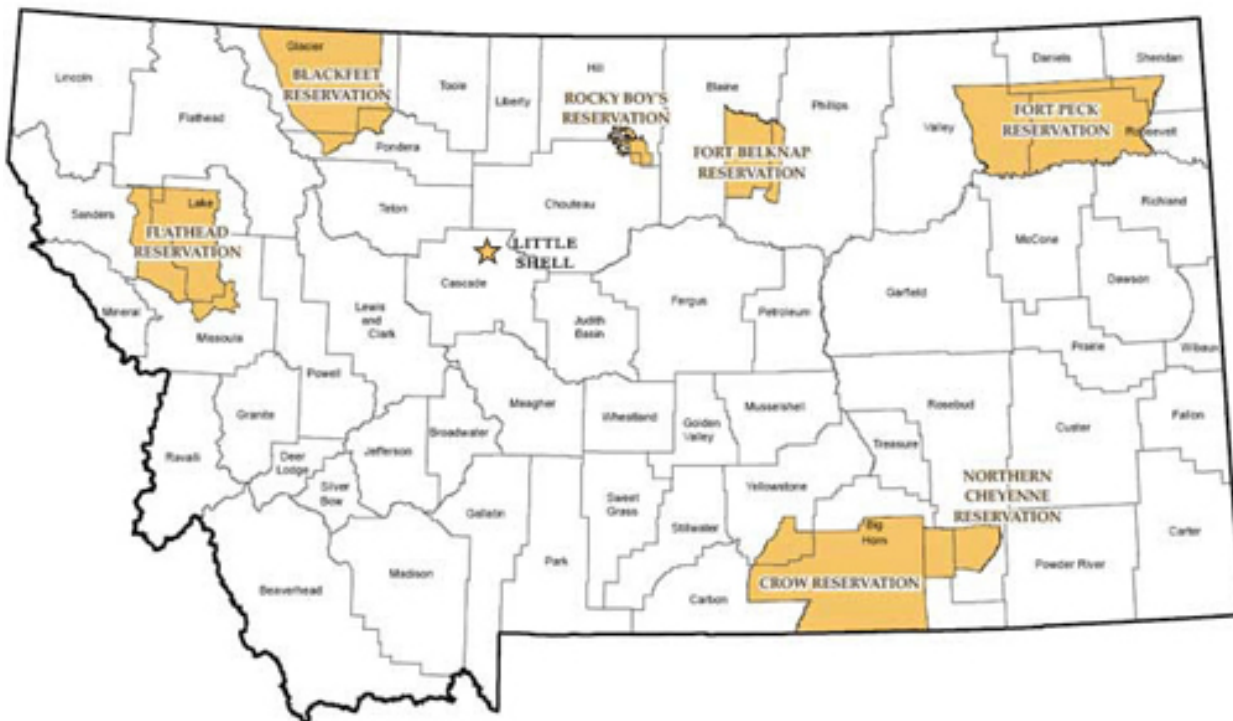 Lincoln
Flathead
Glacier
BLACKFEET
RESERVATION
Toole
Liberty
Hill
ROCKY BOY'S
RESERVATION
Blaine
Phillips
FORT BELKNAP
RESERVATION
Valley
Daniels
Sheridan
FORT PECK
RESERVATION
Roosevelt
Pondera
Teton
Chouteau
Sanders
Lake
FLATHEAD
RESERVATION
Mineral
Missoula
LITTLE
SHELL
Cascade
Lewis
and
Clark
Judith
Basin
Fergus
Petroleum
Garfield
McCone
Richland
Dawson
Prairie
Wibaux
Powell
Granite
Ravalli
Deer
Lodge
Silver
Bow
Jefferson
Broadwater
Meagher
Wheatland
Golden
Valley
Musselshell
Treasure
Rosebud
Custer
Fallon
NORTHERN
CHEYENNE
RESERVATION
Yellowstone
Big
Horn
CROW RESERVATION
Sweet
Grass
Stillwater
Gallatin
Park
Carbon
Madison
Beaverhead
Powder River
Carter